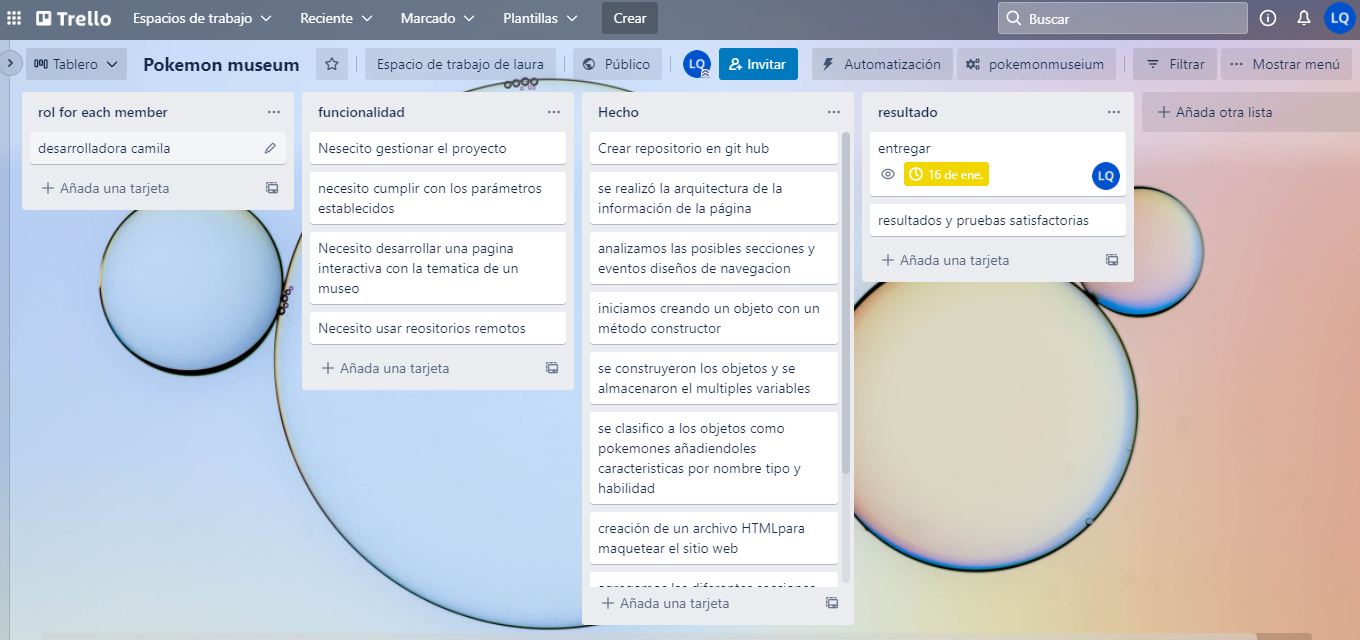 Trello Espacios de trabajo Reciente Marcado Plantillas Crear Buscar LQ
Tablero Pokemon museum Espacio de trabajo de laura Público LQ Invitar Automatización pokemonmuseium Filtrar Mostrar menú
rol for each member
desarrolladora camila
Añada una tarjeta
funcionalidad
Nesecito gestionar el proyecto
necesito cumplir con los parámetros
establecidos
Necesito desarrollar una pagina
interactiva con la tematica de un
museo
Necesito usar reositorios remotos
Añada una tarjeta
Hecho
Crear repositorio en git hub
se realizó la arquitectura de la
información de la página
analizamos las posibles secciones y
eventos diseños de navegacion
iniciamos creando un objeto con un
método constructor
se construyeron los objetos y se
almacenaron el multiples variables
se clasifico a los objetos como
pokemones añadiendoles
caracteristicas por nombre tipo y
habilidad
creación de un archivo HTMLpara
maquetear el sitio web
agregamos las diferentes secciones
Añada una tarjeta
resultado
entregar
16 de ene.
LQ
resultados y pruebas satisfactorias
Añada una tarjeta
Añada otra lista